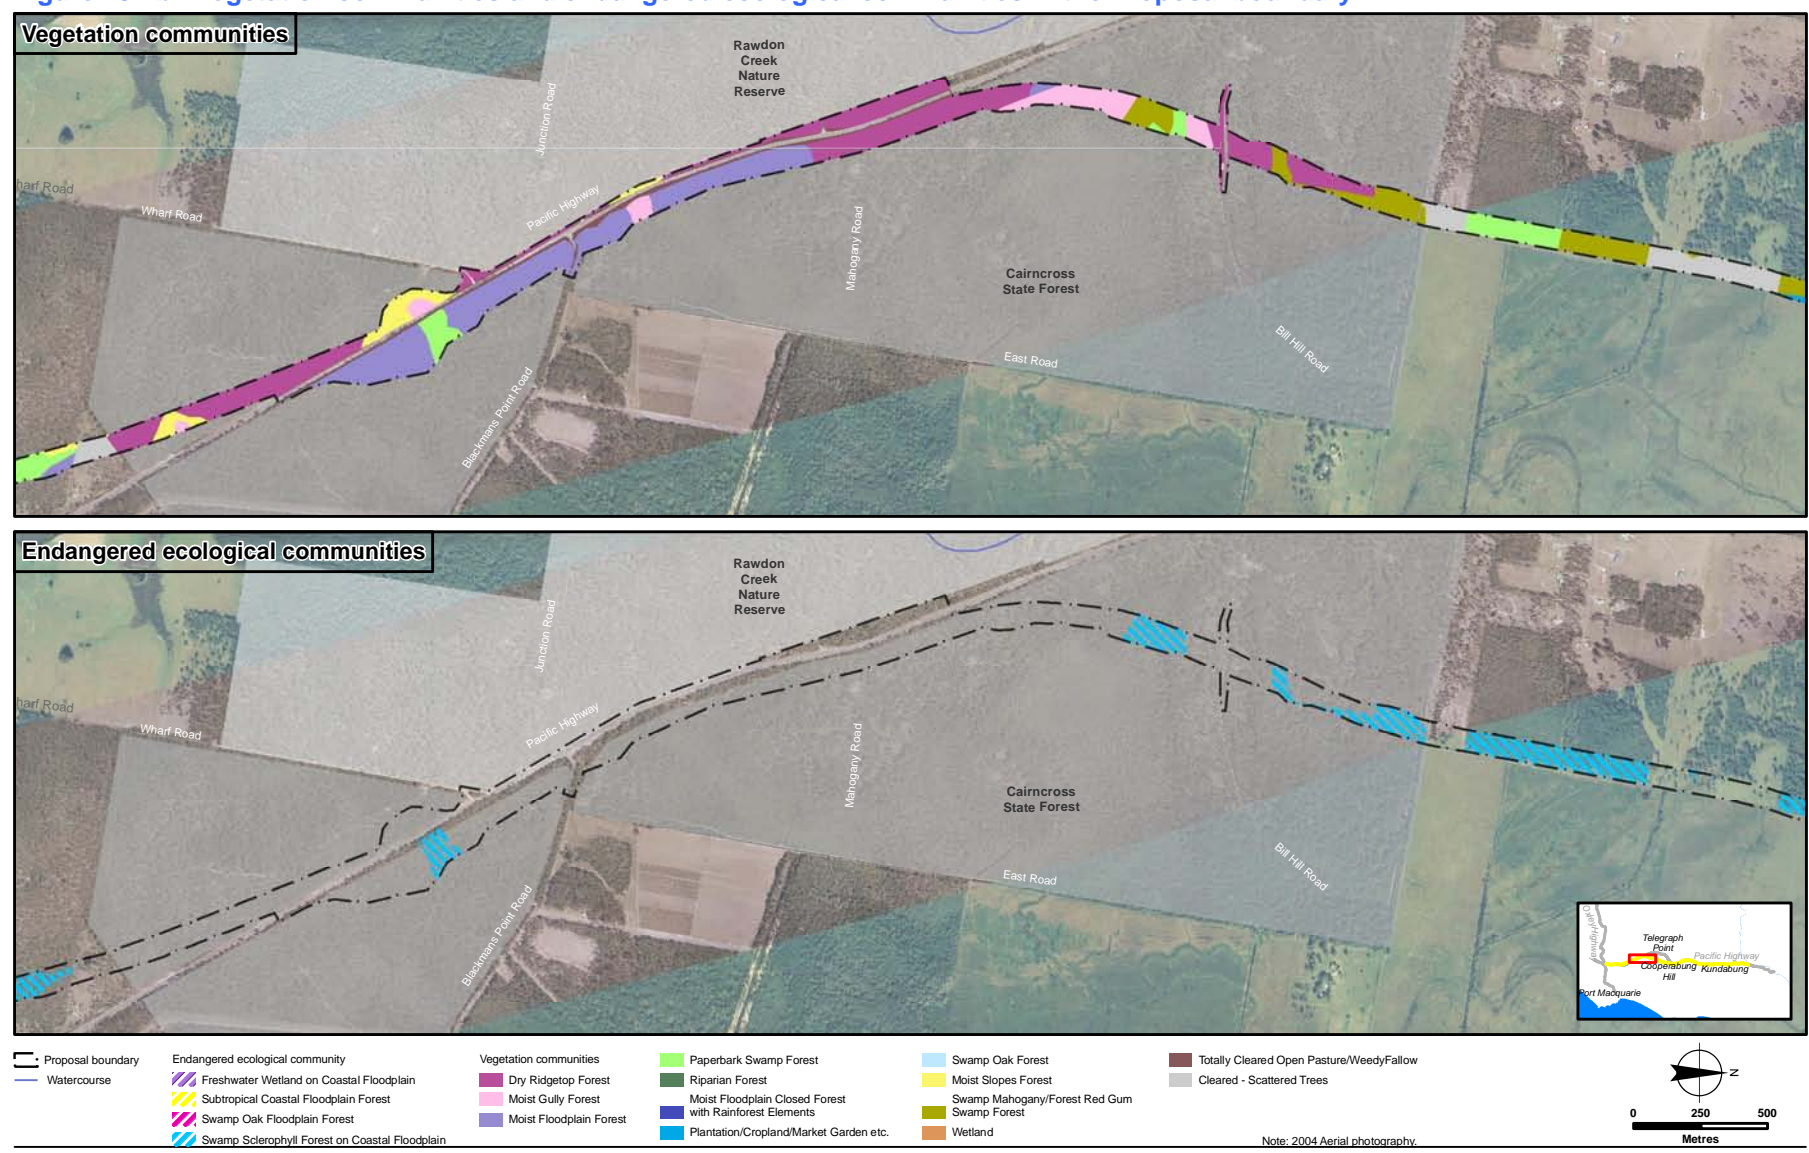 Vegetation communities
Rawdon
Creek
Nature
Reserve
Junction Road
harf Road
Wharf Road
Pacific Highway
Mahogany Road
Cairncross
State Forest
Bill Hill Road
East Road
Blackmans Point Road
Endangered ecological communities
Rawdon
Creek
Nature
Reserve
Junction Road
harf Road
Wharf Road
Pacific Highway
Mahogany Road
Cairncross
State Forest
Bill Hill Road
East Road
Blackmans Point Road
OxleyHighway
Telegraph
Point
Pacific Highway
Cooperabung
Hill
Kundabung
Port Macquarie
Proposal boundary
Watercourse
Endangered ecological community
Freshwater Wetland on Coastal Floodplain
Subtropical Coastal Floodplain Forest
Swamp Oak Floodplain Forest
Swamp Sclerophyll Forest on Coastal Floodplain
Vegetation communities
Dry Ridgetop Forest
Moist Gully Forest
Moist Floodplain Forest
Paperbark Swamp Forest
Riparian Forest
Moist Floodplain Closed Forest
with Rainforest Elements
Plantation/Cropland/Market Garden etc.
Swamp Oak Forest
Moist Slopes Forest
Swamp Mahogany/Forest Red Gum
Swamp Forest
Wetland
Totally Cleared Open Pasture/WeedyFallow
Cleared - Scattered Trees
Note: 2004 Aerial photography.
N
0 250 500
Metres